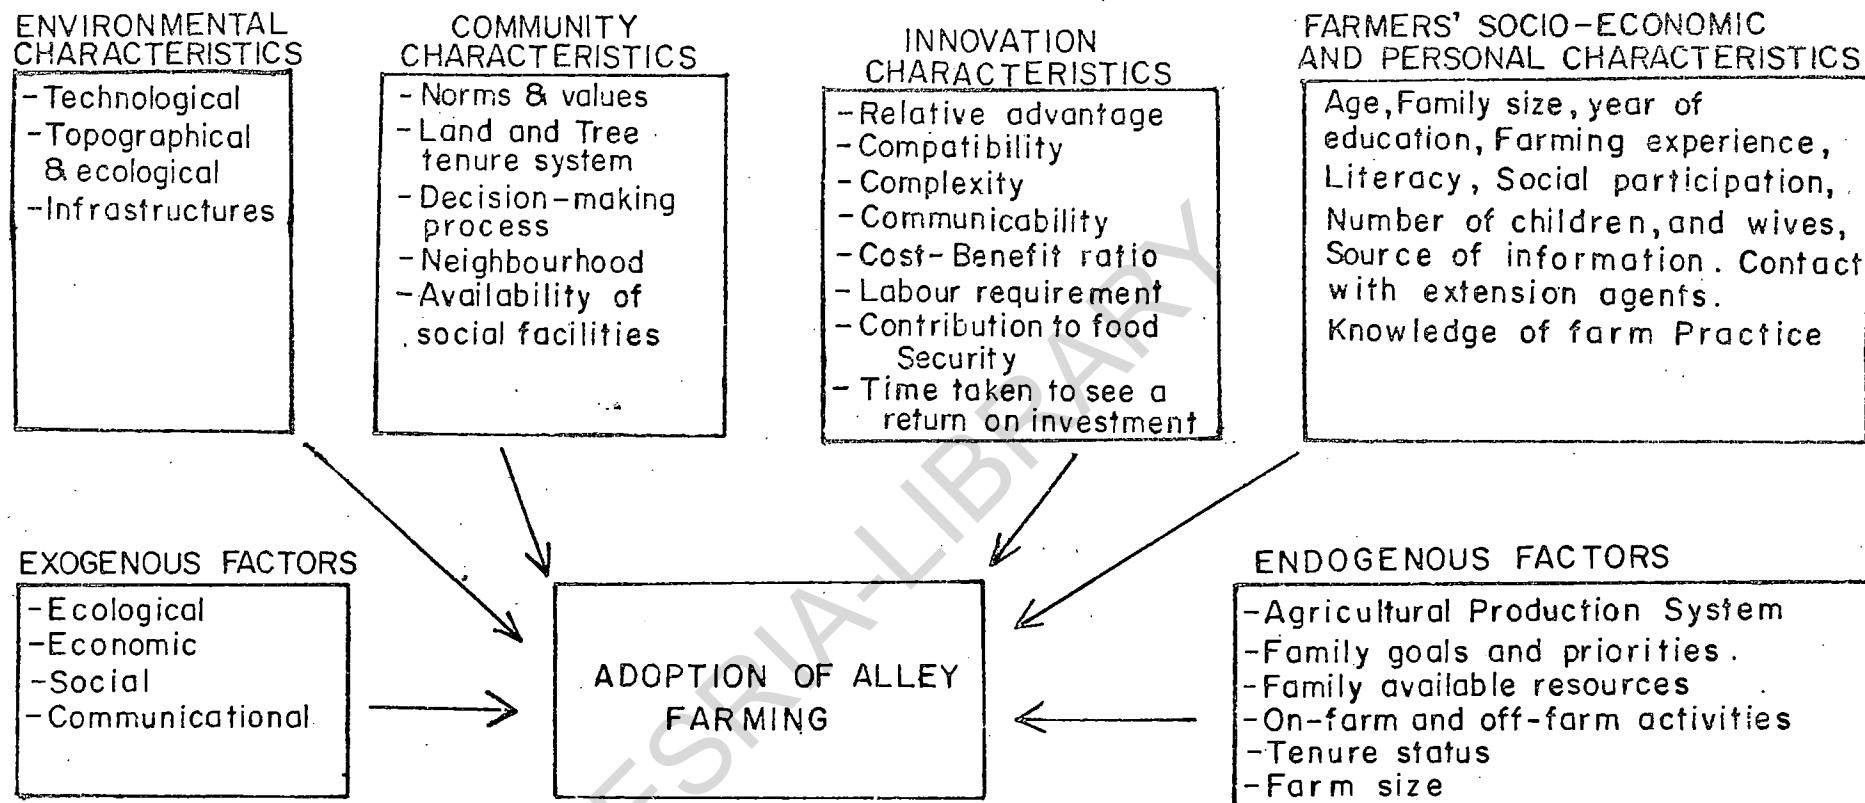 ENVIRONMENTAL
CHARACTERISTICS
-Technological
-Topographical
& ecological
-Infrastructures
COMMUNITY
CHARACTERISTICS
- Norms & values
- Land and Tree
tenure system
- Decision-making
process
- Neighbourhood
- Availability of
social facilities
INNOVATION
CHARACTERISTICS
-Relative advantage
-Compatibility
-Complexity
-Communicability
-Cost-Benefit ratio
-Labour requirement
-Contribution to food
Security
- Time taken to see a
return on investment
FARMERS' SOCIO-ECONOMIC
AND PERSONAL CHARACTERISTICS
Age, Family size, year of
education, Farming experience,
Literacy, Social participation,
Number of children, and wives,
Source of information. Contact
with extension agents.
Knowledge of farm Practice
EXOGENOUS FACTORS
-Ecological
-Economic
-Social
-Communicational
ADOPTION OF ALLEY
FARMING
ENDOGENOUS FACTORS
-Agricultural Production System
-Family goals and priorities.
-Family available resources
-On-farm and off-farm activities
-Tenure status
-Farm size
ESRIA-LIBRARY